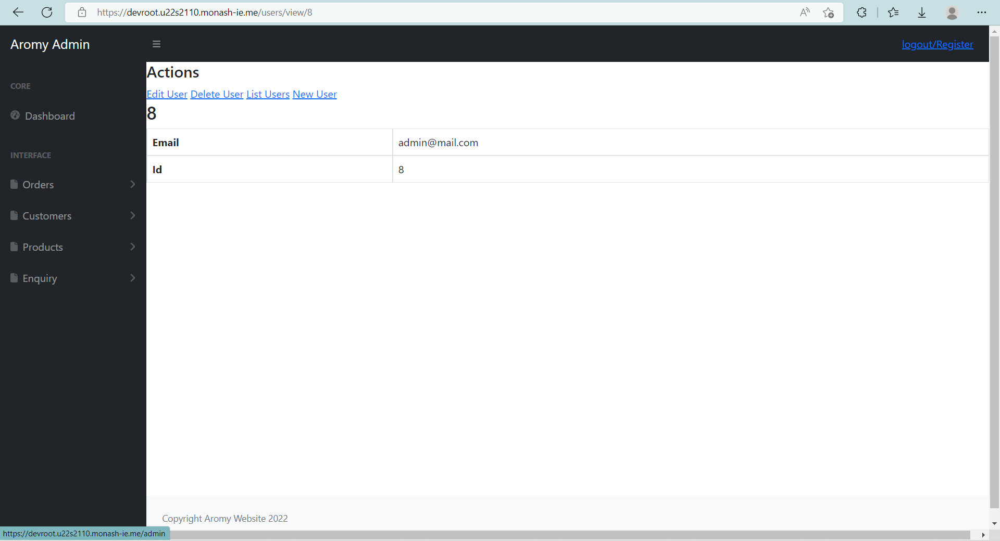 https://devroot.u22s2110.monash-ie.me/users/view/8
Aromy Admin
logout/Register
Actions
CORE
Edit User Delete User List Users New User
8
Dashboard
Email admin@mail.com
INTERFACE
Id 8
Orders
Customers
Products
Enquiry
Copyright Aromy Website 2022
https://devroot.u22s2110.monash-ie.me/admin